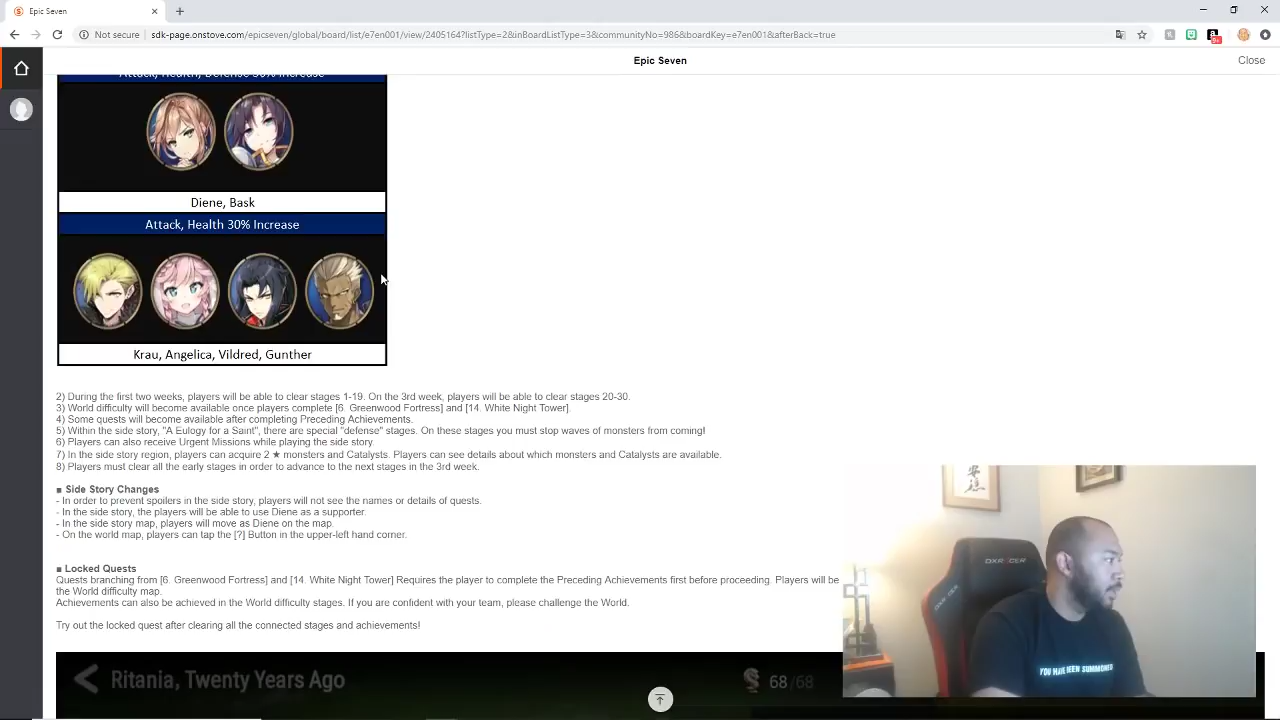 Epic Seven
Not secure
sdk-page.onstove.com/epicseven/global/board/list/e7en001/view/2405164?listType=2&inBoardListType=3&communityNo=986&boardKey=e7en001&afterBack=true
Epic Seven
Close
Attack, Health, Defense 50% Increase
Diene, Bask
Attack, Health 30% Increase
Krau, Angelica, Vildred, Gunther
2) During the first two weeks, players will be able to clear stages 1-19. On the 3rd week, players will be able to clear stages 20-30.
3) World difficulty will become available once players complete [6. Greenwood Fortress] and [14. White Night Tower].
4) Some quests will become available after completing Preceding Achievements.
5) Within the side story, "A Eulogy for a Saint", there are special "defense" stages. On these stages you must stop waves of monsters from coming!
6) Players can also receive Urgent Missions while playing the side story.
7) In the side story region, players can acquire 2 ★ monsters and Catalysts. Players can see details about which monsters and Catalysts are available.
8) Players must clear all the early stages in order to advance to the next stages in the 3rd week.
■ Side Story Changes
- In order to prevent spoilers in the side story, players will not see the names or details of quests.
- In the side story, the players will be able to use Diene as a supporter.
- In the side story map, players will move as Diene on the map.
- On the world map, players can tap the [?] Button in the upper-left hand corner.
■ Locked Quests
Quests branching from [6. Greenwood Fortress] and [14. White Night Tower] Requires the player to complete the Preceding Achievements first before proceeding. Players will be
the World difficulty map.
Achievements can also be achieved in the World difficulty stages. If you are confident with your team, please challenge the World.
Try out the locked quest after clearing all the connected stages and achievements!
Ritania, Twenty Years Ago
68/68
DXRACER
YOU HAVE BEEN SUMMONED